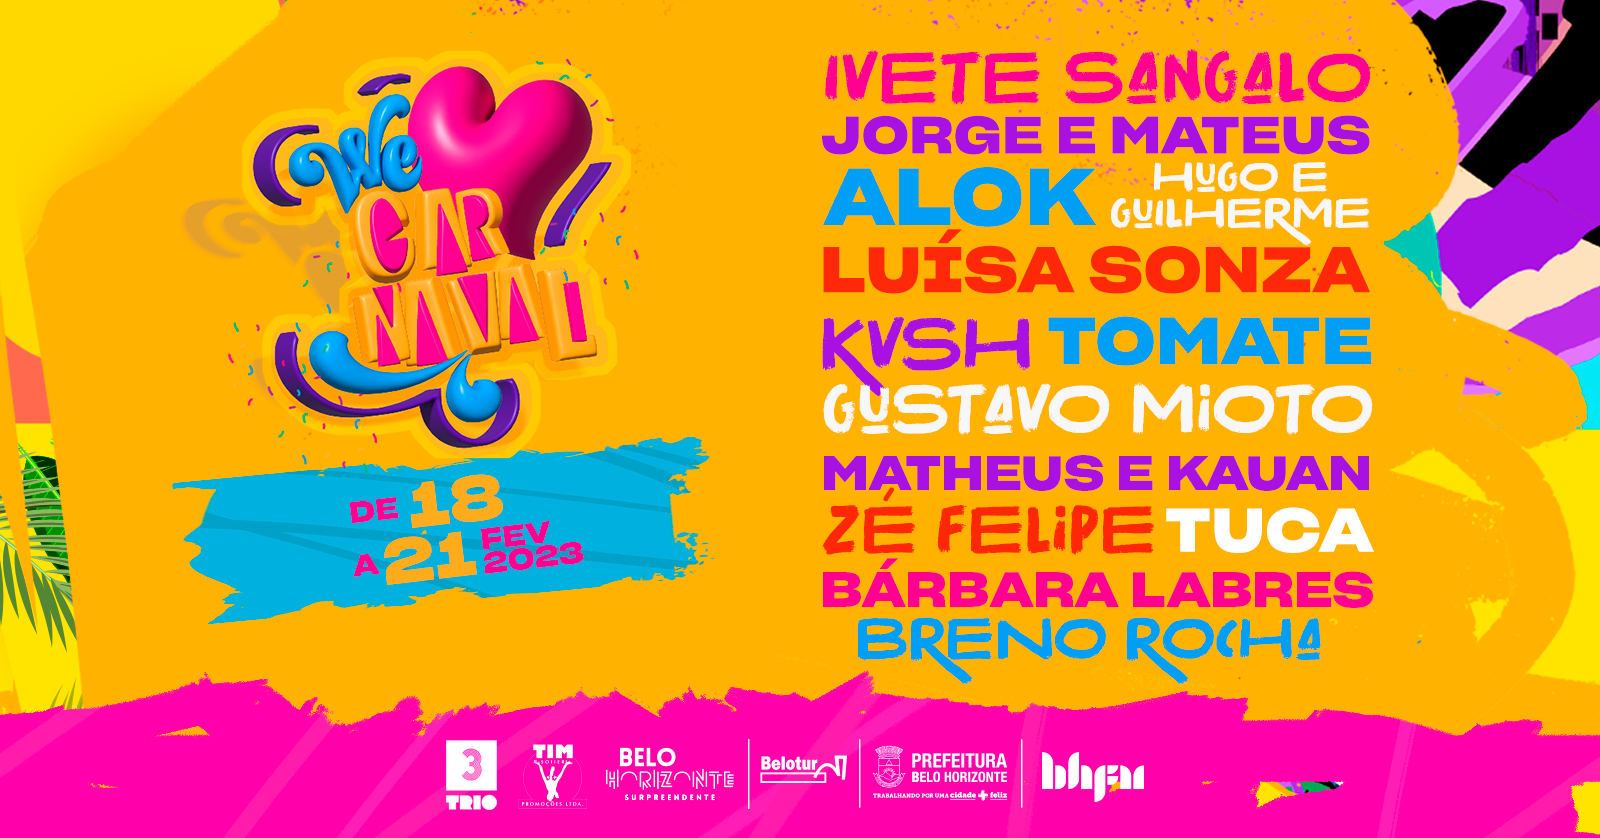 We
CAR
NAVAL
DE 18
A 21 FEV
2023
IVETE SANGALO
JORGE E MATEUS
ALOK HUGO E
GUILHERME
LUÍSA SONZA
KVSH TOMATE
GUSTAVO MiOTO
MATHEUS E KAUAN
ZÉ FELiPE TUCA
BÁRBARA LABRES
BRENO ROCHA
3
TRIO
TIM
PROMOÇÕES LTDA.
BELO
HORIZONTE
SURPREENDENTE
Belotur
PREFEITURA
BELO HORIZONTE
TRABALHANDO POR UMA cidade + feliz